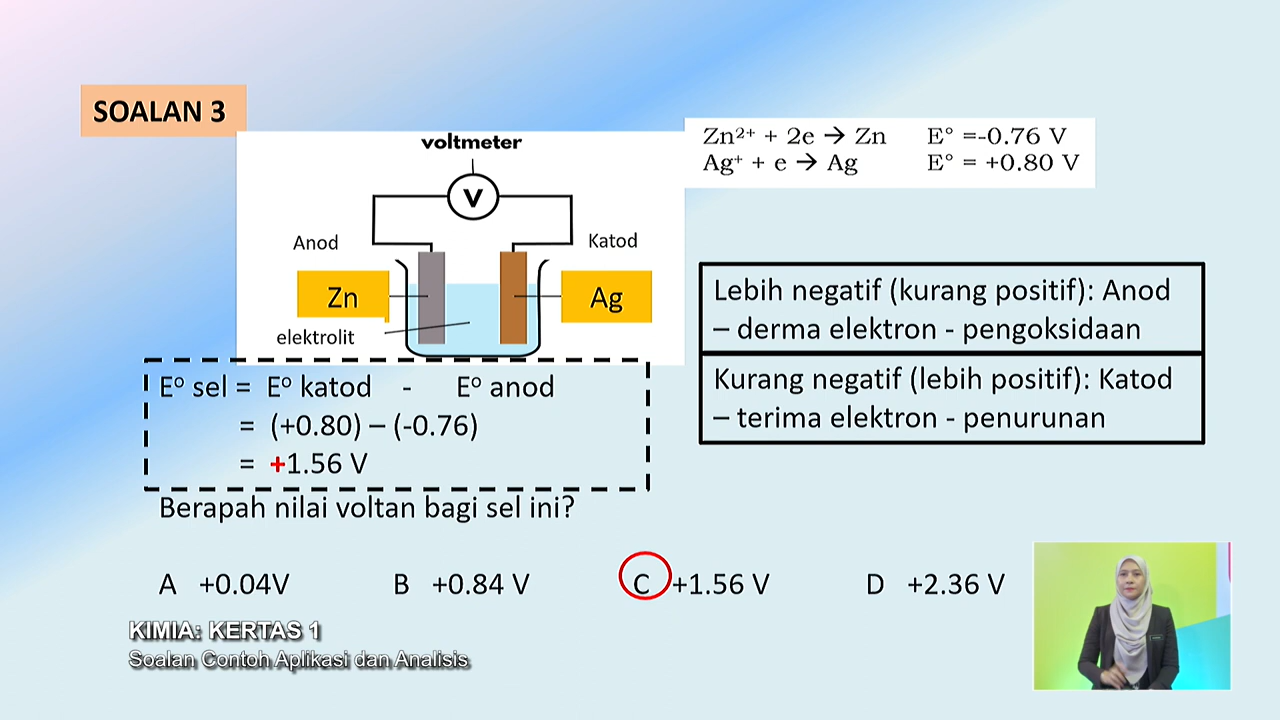 SOALAN 3
voltmeter
V
Anod
Katod
Zn
Ag
elektrolit
Zn²⁺ + 2e → Zn E° =-0.76 V
Ag⁺ + e → Ag E° = +0.80 V
Lebih negatif (kurang positif): Anod
– derma elektron - pengoksidaan
Kurang negatif (lebih positif): Katod
– terima elektron - penurunan
Eº sel = Eº katod - Eº anod
= (+0.80) – (-0.76)
= +1.56 V
Berapah nilai voltan bagi sel ini?
A +0.04V B +0.84 V C +1.56 V D +2.36 V
KIMIA: KERTAS 1
Soalan Contoh Aplikasi dan Analisis